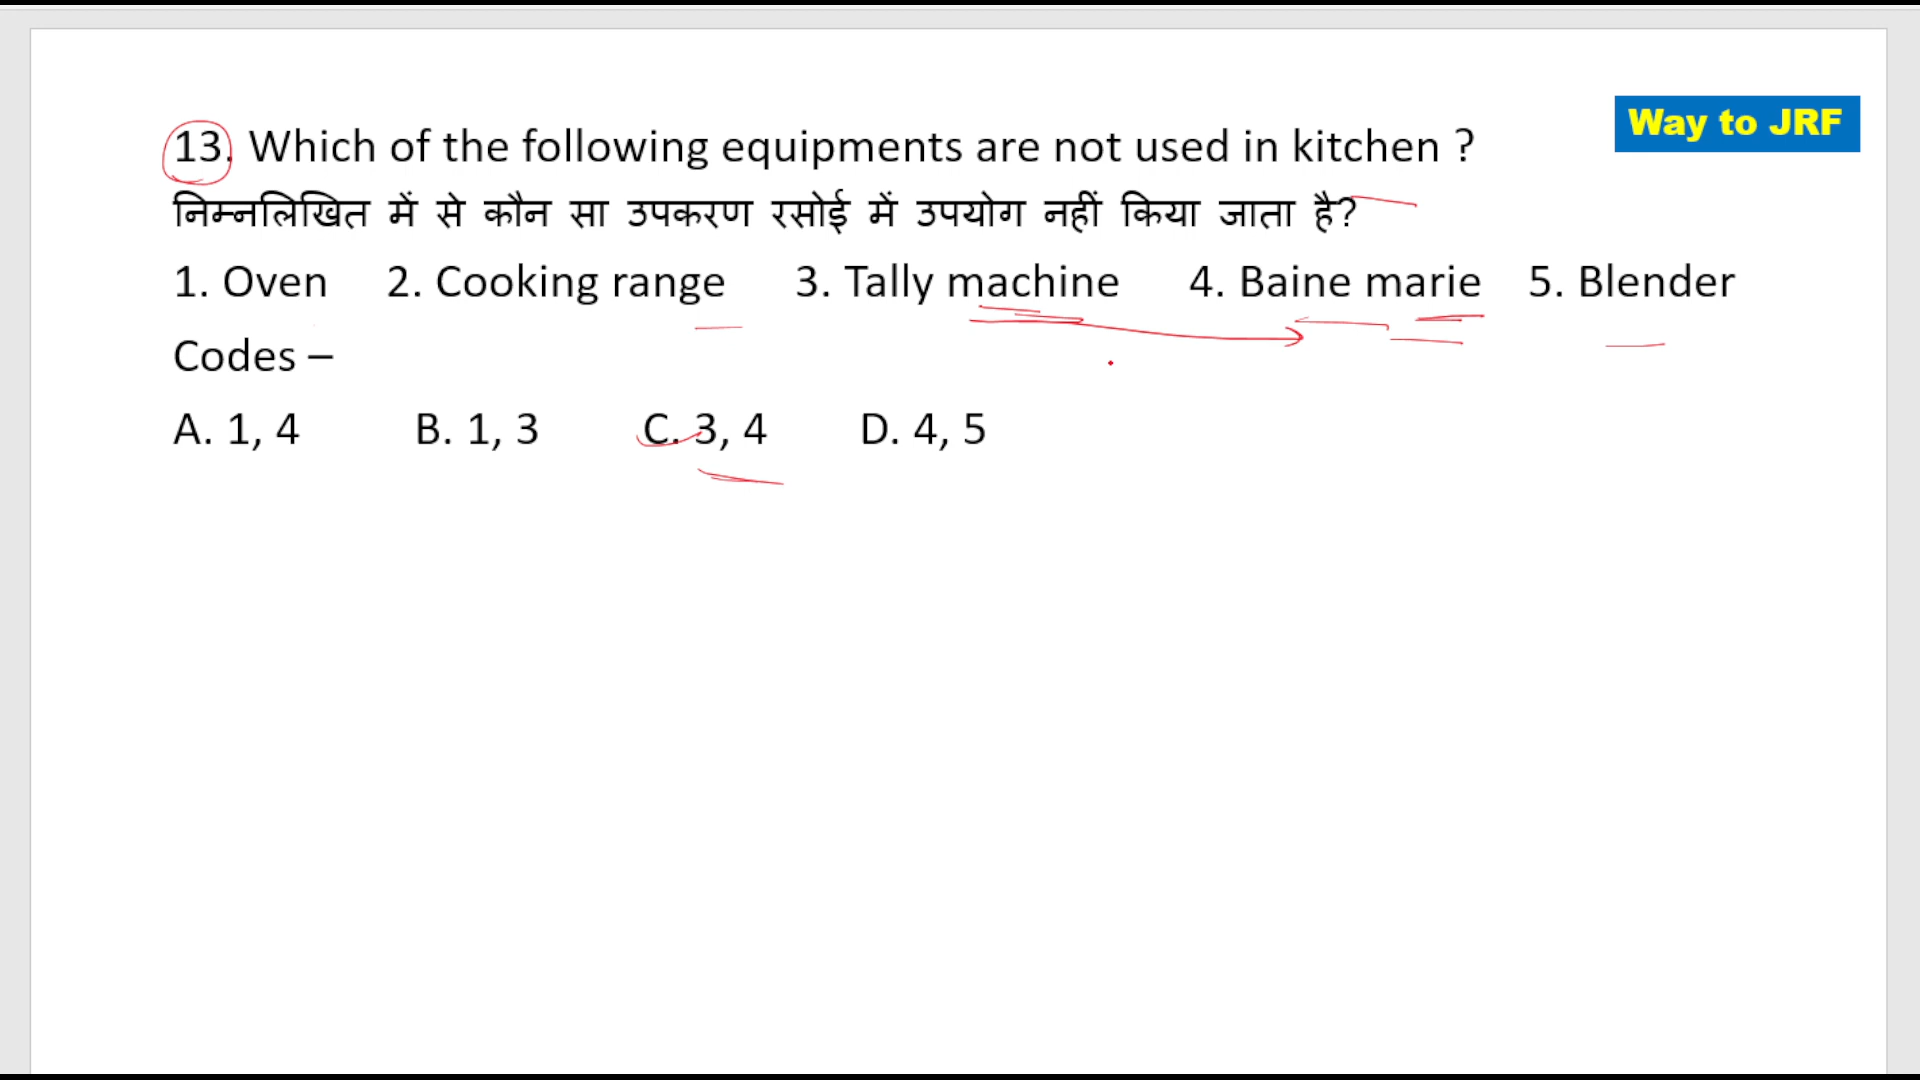 Way to JRF
13. Which of the following equipments are not used in kitchen ?
निम्नलिखित में से कौन सा उपकरण रसोई में उपयोग नहीं किया जाता है?
1. Oven 2. Cooking range 3. Tally machine 4. Baine marie 5. Blender
Codes –
A. 1, 4 B. 1, 3 C. 3, 4 D. 4, 5